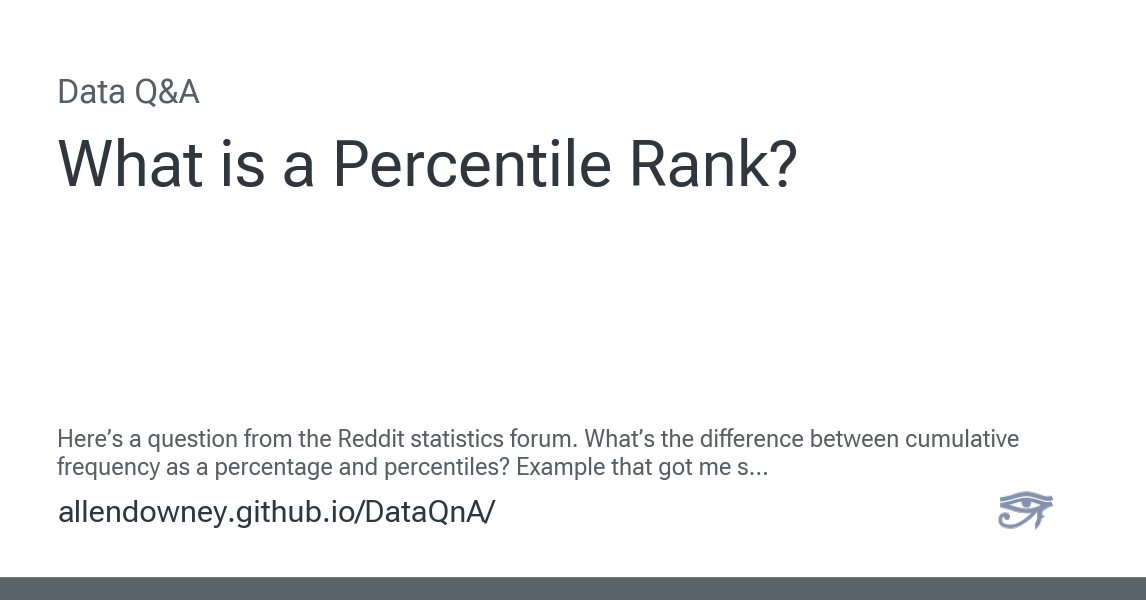 Data Q&A
What is a Percentile Rank?
Here’s a question from the Reddit statistics forum. What’s the difference between cumulative
frequency as a percentage and percentiles? Example that got me s...
allendowney.github.io/DataQnA/